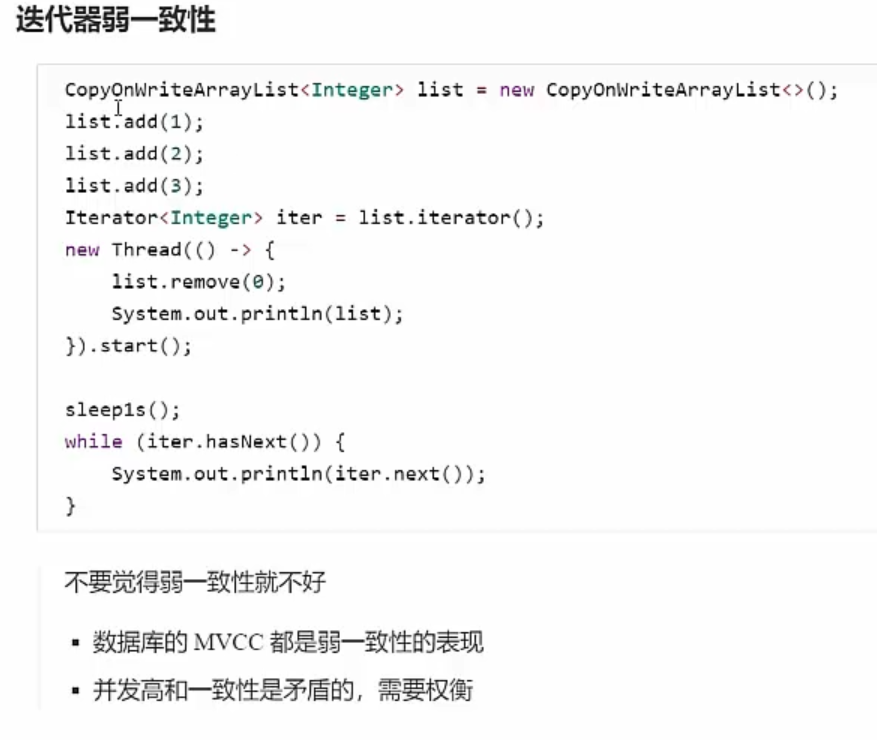 迭代器弱一致性
CopyOnWriteArrayList<Integer> list = new CopyOnWriteArrayList<>();
list.add(1);
list.add(2);
list.add(3);
Iterator<Integer> iter = list.iterator();
new Thread(() -> {
    list.remove(0);
    System.out.println(list);
}).start();
sleep1s();
while (iter.hasNext()) {
    System.out.println(iter.next());
}
不要觉得弱一致性就不好
▪ 数据库的 MVCC 都是弱一致性的表现
▪ 并发高和一致性是矛盾的，需要权衡